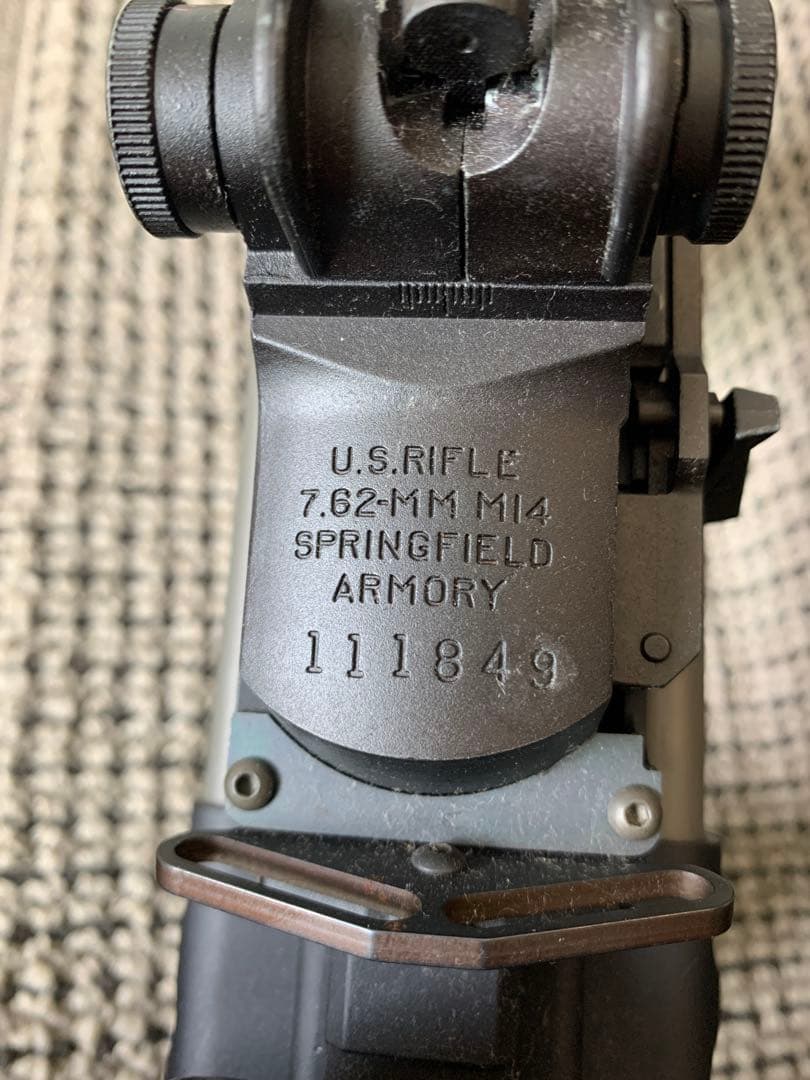 U.S.RIFLE
7.62-MM M14
SPRINGFIELD
ARMORY
111849